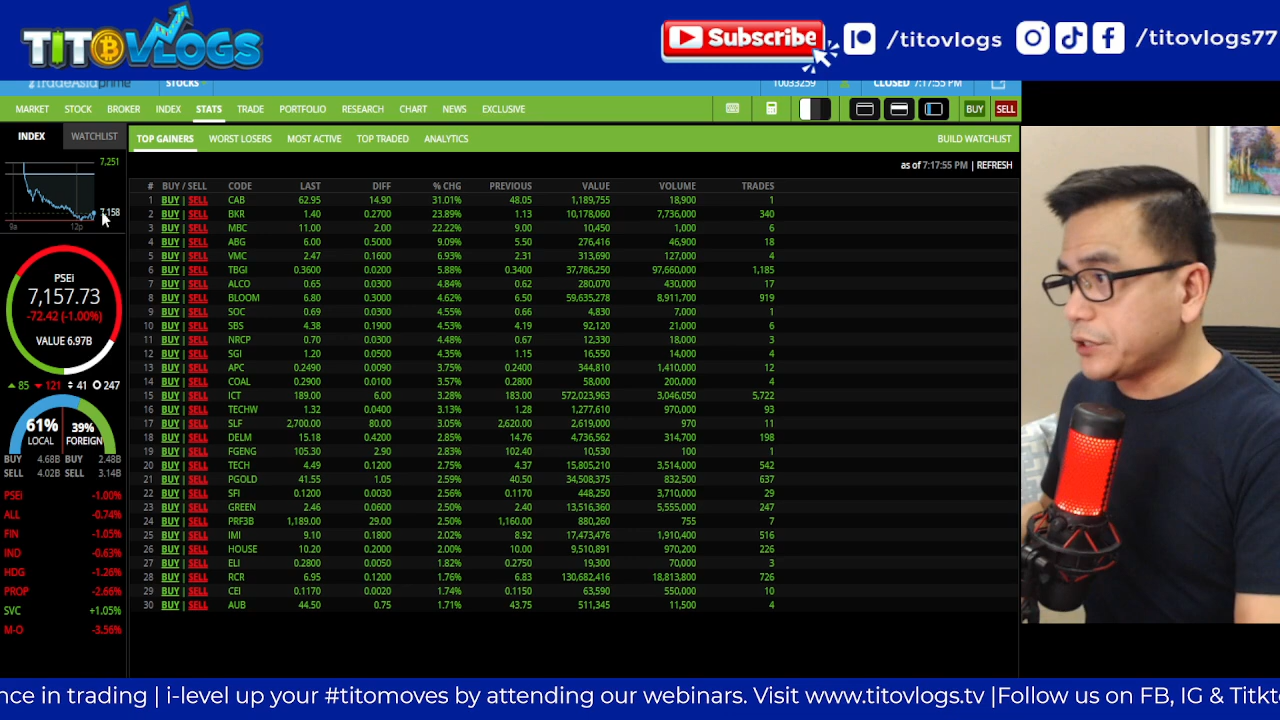 TITOVLOGS
Subscribe /titovlogs /titovlogs77
TradeAsia prime STOCKS 10033259 CLOSED 7:17:55 PM
MARKET STOCK BROKER INDEX STATS TRADE PORTFOLIO RESEARCH CHART NEWS EXCLUSIVE BUY SELL
INDEX WATCHLIST TOP GAINERS WORST LOSERS MOST ACTIVE TOP TRADED ANALYTICS BUILD WATCHLIST
7,251
7,158
9a 12p
PSEi
7,157.73
-72.42 (-1.00%)
VALUE 6.97B
85 121 41 247
61% LOCAL 39% FOREIGN
BUY 4.68B BUY 2.48B
SELL 4.02B SELL 3.14B
PSEi -1.00%
ALL -0.74%
FIN -1.05%
IND -0.63%
HDG -1.26%
PROP -2.66%
SVC +1.05%
M-O -3.56%
as of 7:17:55 PM | REFRESH
# BUY / SELL CODE LAST DIFF % CHG PREVIOUS VALUE VOLUME TRADES
1 BUY | SELL CAB 62.95 14.90 31.01% 48.05 1,189,755 18,900 1
2 BUY | SELL BKR 1.40 0.2700 23.89% 1.13 10,178,060 7,736,000 340
3 BUY | SELL MBC 11.00 2.00 22.22% 9.00 10,450 1,000 6
4 BUY | SELL ABG 6.00 0.5000 9.09% 5.50 276,416 46,900 18
5 BUY | SELL VMC 2.47 0.1600 6.93% 2.31 313,690 127,000 4
6 BUY | SELL TBGI 0.3600 0.0200 5.88% 0.3400 37,786,250 97,660,000 1,185
7 BUY | SELL ALCO 0.65 0.0300 4.84% 0.62 280,070 430,000 17
8 BUY | SELL BLOOM 6.80 0.3000 4.62% 6.50 59,635,278 8,911,700 919
9 BUY | SELL SOC 0.69 0.0300 4.55% 0.66 4,830 7,000 1
10 BUY | SELL SBS 4.38 0.1900 4.53% 4.19 92,120 21,000 6
11 BUY | SELL NRCP 0.70 0.0300 4.48% 0.67 12,330 18,000 3
12 BUY | SELL SGI 1.20 0.0500 4.35% 1.15 16,550 14,000 4
13 BUY | SELL APC 0.2490 0.0090 3.75% 0.2400 344,810 1,410,000 12
14 BUY | SELL COAL 0.2900 0.0100 3.57% 0.2800 58,000 200,000 4
15 BUY | SELL ICT 189.00 6.00 3.28% 183.00 572,023,963 3,046,050 5,722
16 BUY | SELL TECHW 1.32 0.0400 3.13% 1.28 1,277,610 970,000 93
17 BUY | SELL SLF 2,700.00 80.00 3.05% 2,620.00 2,619,000 970 11
18 BUY | SELL DELM 15.18 0.4200 2.85% 14.76 4,736,562 314,700 198
19 BUY | SELL FGENG 105.30 2.90 2.83% 102.40 10,530 100 1
20 BUY | SELL TECH 4.49 0.1200 2.75% 4.37 15,805,210 3,514,000 542
21 BUY | SELL PGOLD 41.55 1.05 2.59% 40.50 34,508,375 832,500 637
22 BUY | SELL SFI 0.1200 0.0030 2.56% 0.1170 448,250 3,710,000 29
23 BUY | SELL GREEN 2.46 0.0600 2.50% 2.40 13,516,360 5,555,000 247
24 BUY | SELL PRF3B 1,189.00 29.00 2.50% 1,160.00 880,260 755 7
25 BUY | SELL IMI 9.10 0.1800 2.02% 8.92 17,473,476 1,910,400 516
26 BUY | SELL HOUSE 10.20 0.2000 2.00% 10.00 9,510,891 970,200 226
27 BUY | SELL ELI 0.2800 0.0050 1.82% 0.2750 19,300 70,000 3
28 BUY | SELL RCR 6.95 0.1200 1.76% 6.83 130,682,416 18,813,800 726
29 BUY | SELL CEI 0.1170 0.0020 1.74% 0.1150 63,590 550,000 10
30 BUY | SELL AUB 44.50 0.75 1.71% 43.75 511,345 11,500 4
nce in trading | i-level up your #titomoves by attending our webinars. Visit www.titovlogs.tv |Follow us on FB, IG & Titkt